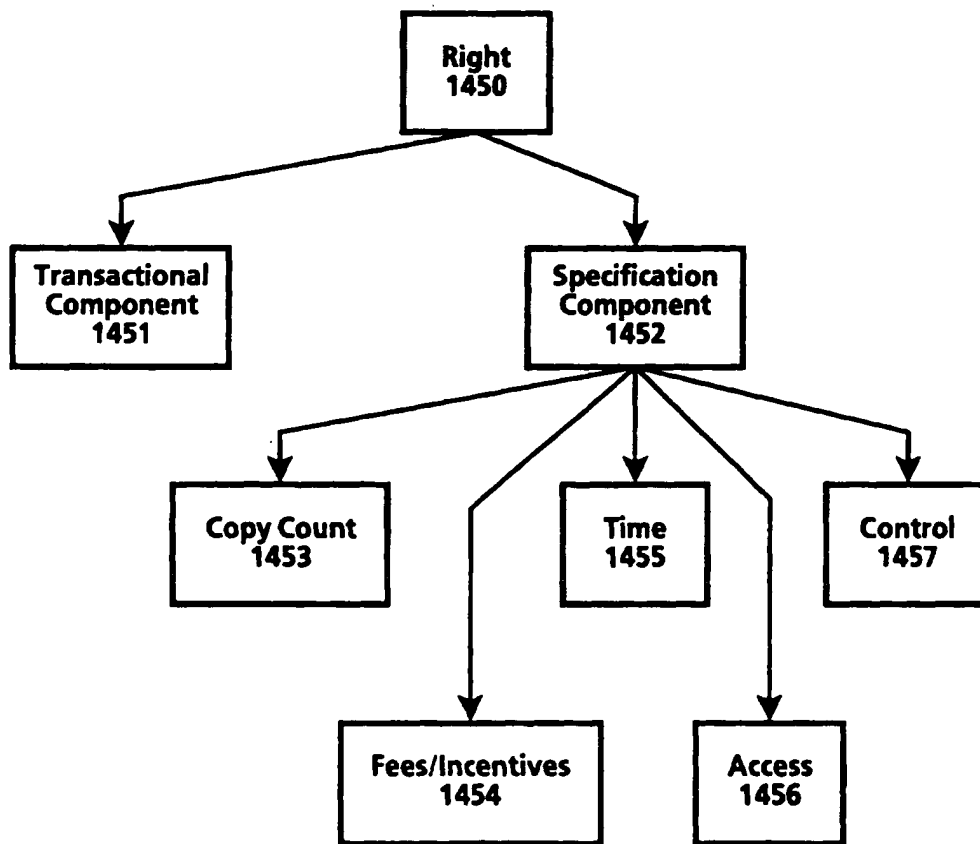 Right
1450
Transactional
Component
1451
Specification
Component
1452
Copy Count
1453
Time
1455
Control
1457
Fees/Incentives
1454
Access
1456